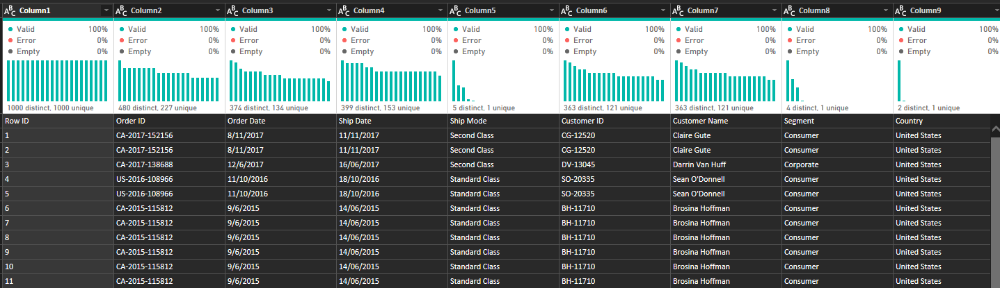 ABC Column1 ABC Column2 ABC Column3 ABC Column4 ABC Column5 ABC Column6 ABC Column7 ABC Column8 ABC Column9
Valid 100% Valid 100% Valid 100% Valid 100% Valid 100% Valid 100% Valid 100% Valid 100% Valid 100%
Error 0% Error 0% Error 0% Error 0% Error 0% Error 0% Error 0% Error 0% Error 0%
Empty 0% Empty 0% Empty 0% Empty 0% Empty 0% Empty 0% Empty 0% Empty 0% Empty 0%
1000 distinct, 1000 unique 480 distinct, 227 unique 374 distinct, 134 unique 399 distinct, 153 unique 5 distinct, 1 unique 363 distinct, 121 unique 363 distinct, 121 unique 4 distinct, 1 unique 2 distinct, 1 unique
Row ID Order ID Order Date Ship Date Ship Mode Customer ID Customer Name Segment Country
1 CA-2017-152156 8/11/2017 11/11/2017 Second Class CG-12520 Claire Gute Consumer United States
2 CA-2017-152156 8/11/2017 11/11/2017 Second Class CG-12520 Claire Gute Consumer United States
3 CA-2017-138688 12/6/2017 16/06/2017 Second Class DV-13045 Darrin Van Huff Corporate United States
4 US-2016-108966 11/10/2016 18/10/2016 Standard Class SO-20335 Sean O'Donnell Consumer United States
5 US-2016-108966 11/10/2016 18/10/2016 Standard Class SO-20335 Sean O'Donnell Consumer United States
6 CA-2015-115812 9/6/2015 14/06/2015 Standard Class BH-11710 Brosina Hoffman Consumer United States
7 CA-2015-115812 9/6/2015 14/06/2015 Standard Class BH-11710 Brosina Hoffman Consumer United States
8 CA-2015-115812 9/6/2015 14/06/2015 Standard Class BH-11710 Brosina Hoffman Consumer United States
9 CA-2015-115812 9/6/2015 14/06/2015 Standard Class BH-11710 Brosina Hoffman Consumer United States
10 CA-2015-115812 9/6/2015 14/06/2015 Standard Class BH-11710 Brosina Hoffman Consumer United States
11 CA-2015-115812 9/6/2015 14/06/2015 Standard Class BH-11710 Brosina Hoffman Consumer United States